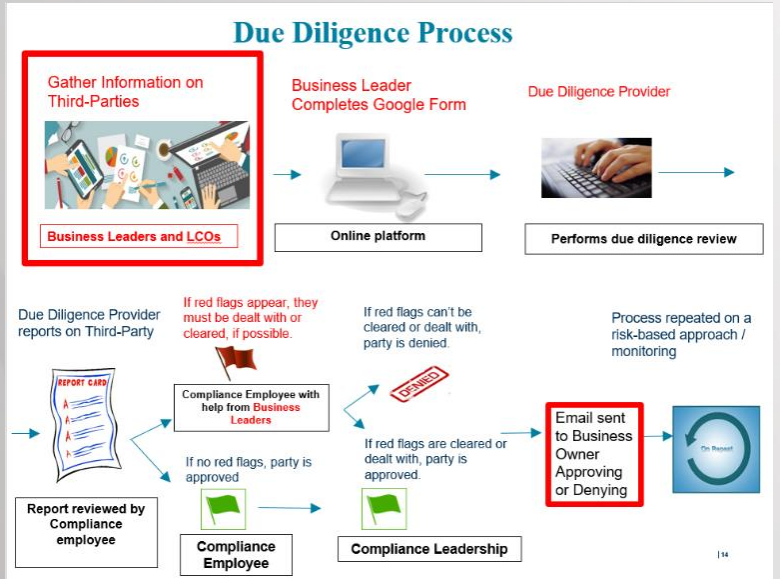 Due Diligence Process
Gather Information on
Third-Parties
Business Leaders and LCOs
Business Leader
Completes Google Form
Online platform
Due Diligence Provider
Performs due diligence review
Due Diligence Provider
reports on Third-Party
REPORT CARD
A
A
A
A
Report reviewed by
Compliance
employee
If red flags appear, they
must be dealt with or
cleared, if possible.
Compliance Employee with
help from Business
Leaders
If no red flags, party is
approved
Compliance
Employee
If red flags can't be
cleared or dealt with,
party is denied.
DENIED
If red flags are cleared or
dealt with, party is
approved.
Compliance Leadership
Email sent
to Business
Owner
Approving
or Denying
Process repeated on a
risk-based approach /
monitoring
On Repeat
| 14